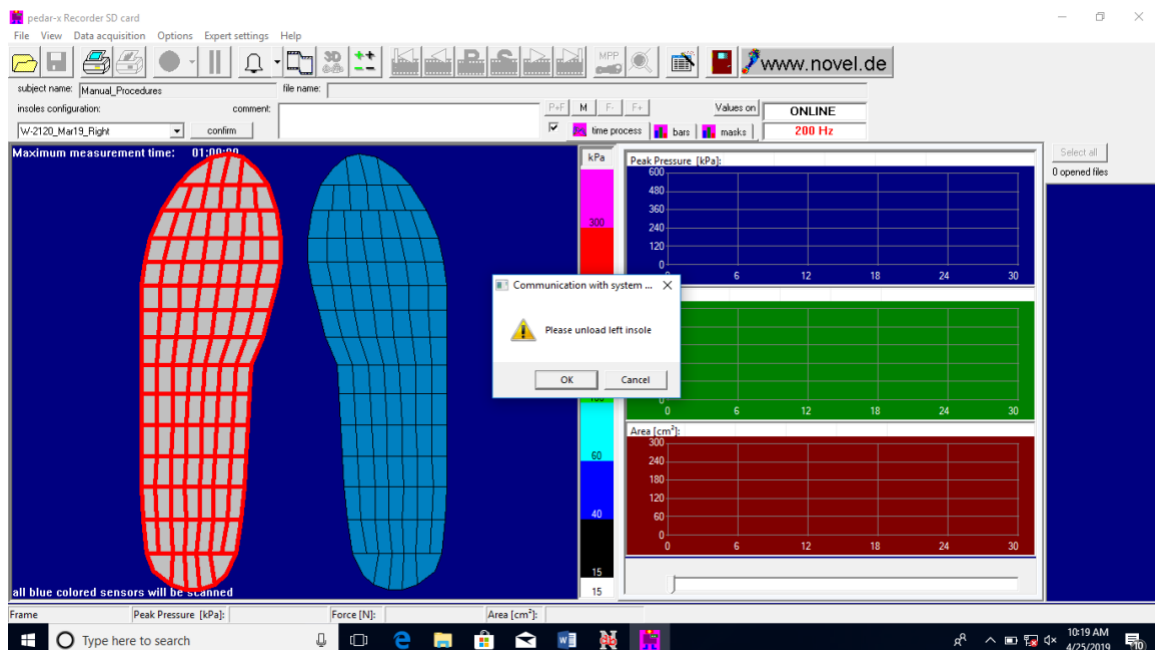 pedar-x Recorder SD card
File View Data acquisition Options Expert settings Help
3D
MPP
www.novel.de
subject name: Manual_Procedures file name:
insoles configuration: comment: P+F M F- F+ Values on ONLINE
W-2120_Mar19_Right confirm time process bars masks 200 Hz
Maximum measurement time: 01:00:00
kPa
300
100
60
40
15
15
Peak Pressure [kPa]:
600
480
360
240
120
0
6 12 18 24 30
Communication with system ...
Please unload left insole
OK Cancel
0
0 6 12 18 24 30
Area [cm²]:
300
240
180
120
60
0
0 6 12 18 24 30
Select all
0 opened files
all blue colored sensors will be scanned
Frame Peak Pressure [kPa]: Force [N]: Area [cm²]:
Type here to search
10:19 AM
4/25/2019